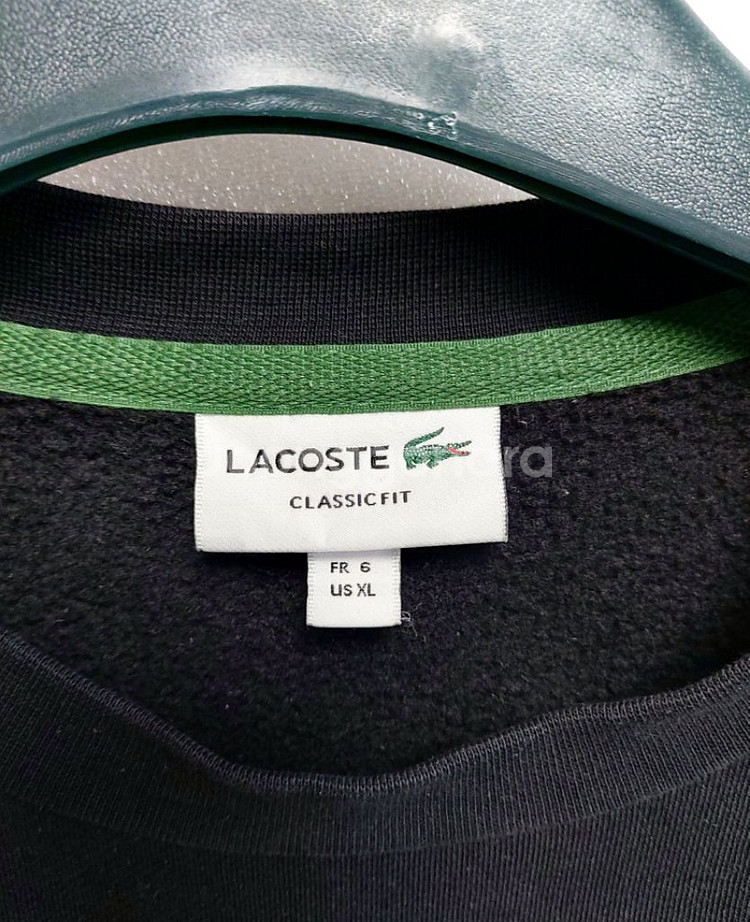 LACOSTE
CLASSIC FIT
FR 6
US XL